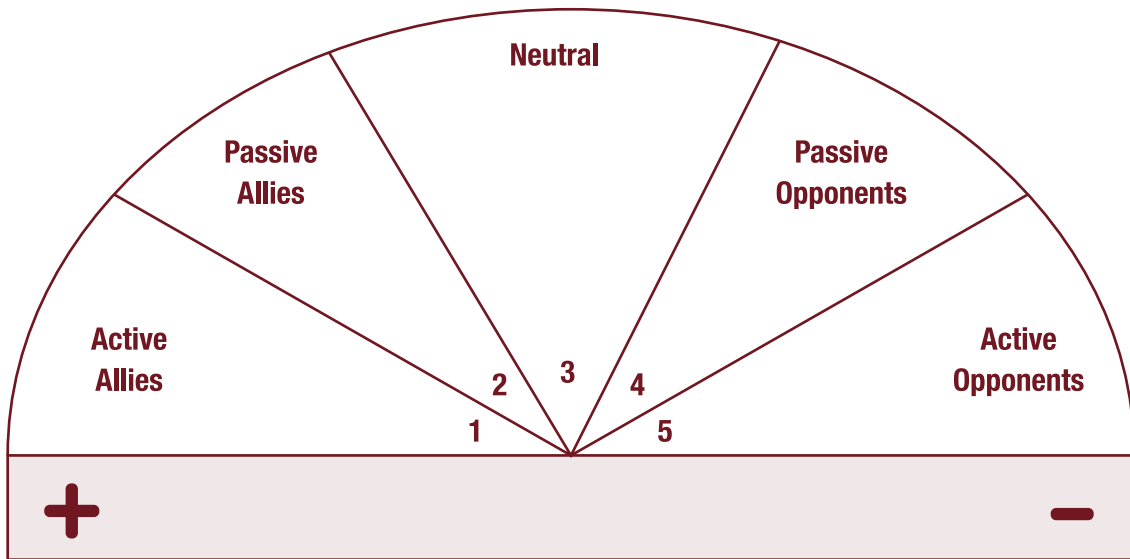 Neutral
Passive
Allies
Passive
Opponents
Active
Allies
Active
Opponents
1
2
3
4
5
+
-